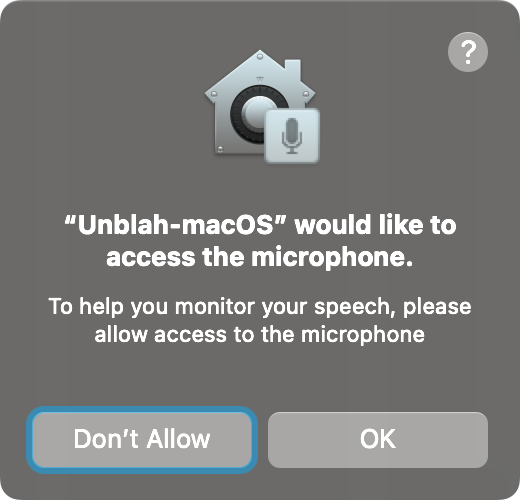 ?
“Unblah-macOS” would like to
access the microphone.
To help you monitor your speech, please
allow access to the microphone
Don’t Allow
OK